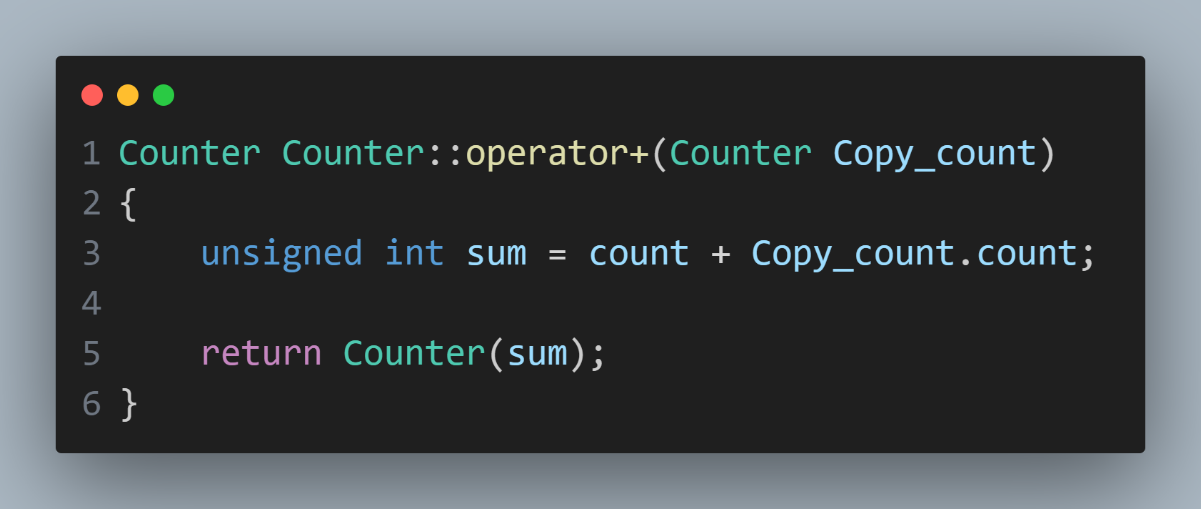 1 Counter Counter::operator+(Counter Copy_count)
2 {
3     unsigned int sum = count + Copy_count.count;
4
5     return Counter(sum);
6 }